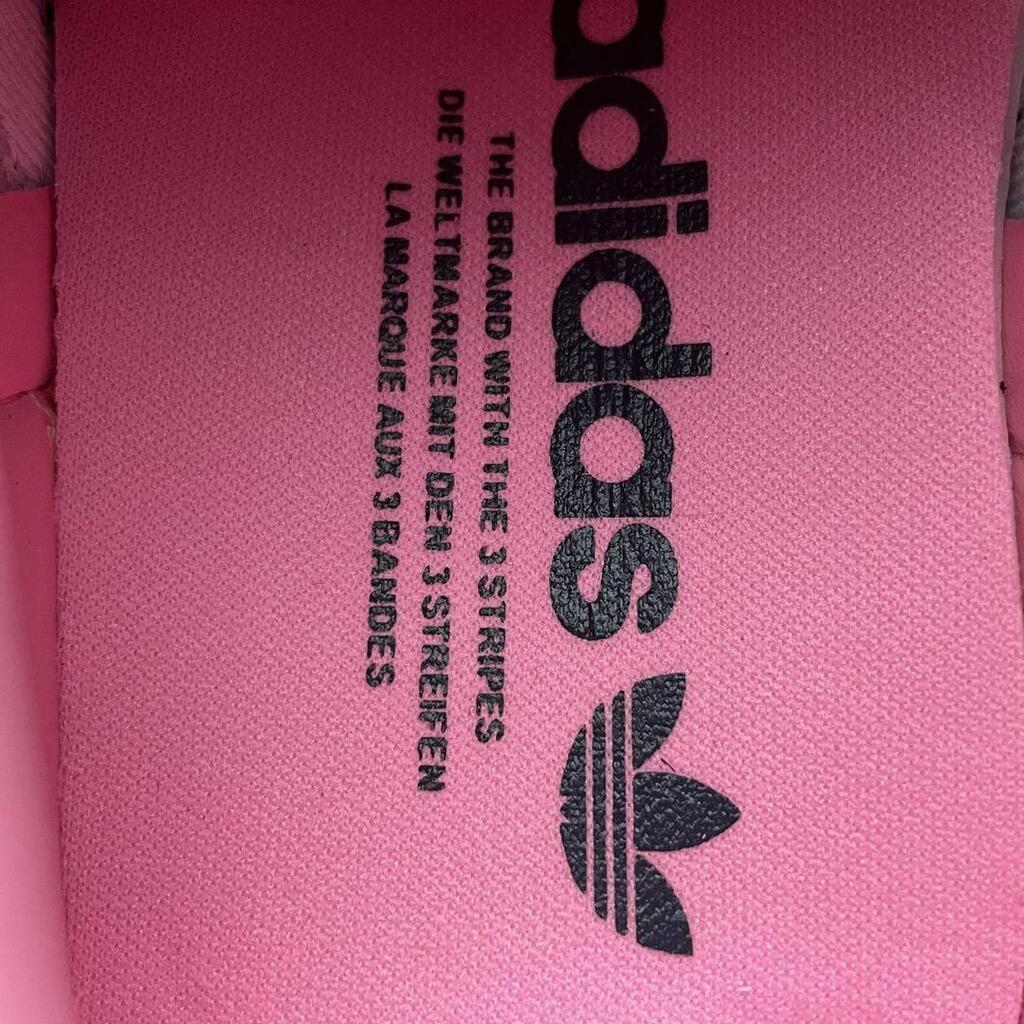 adidas
THE BRAND WITH THE 3 STRIPES
DIE WELTMARKE MIT DEN 3 STREIFEN
LA MARQUE AUX 3 BANDES